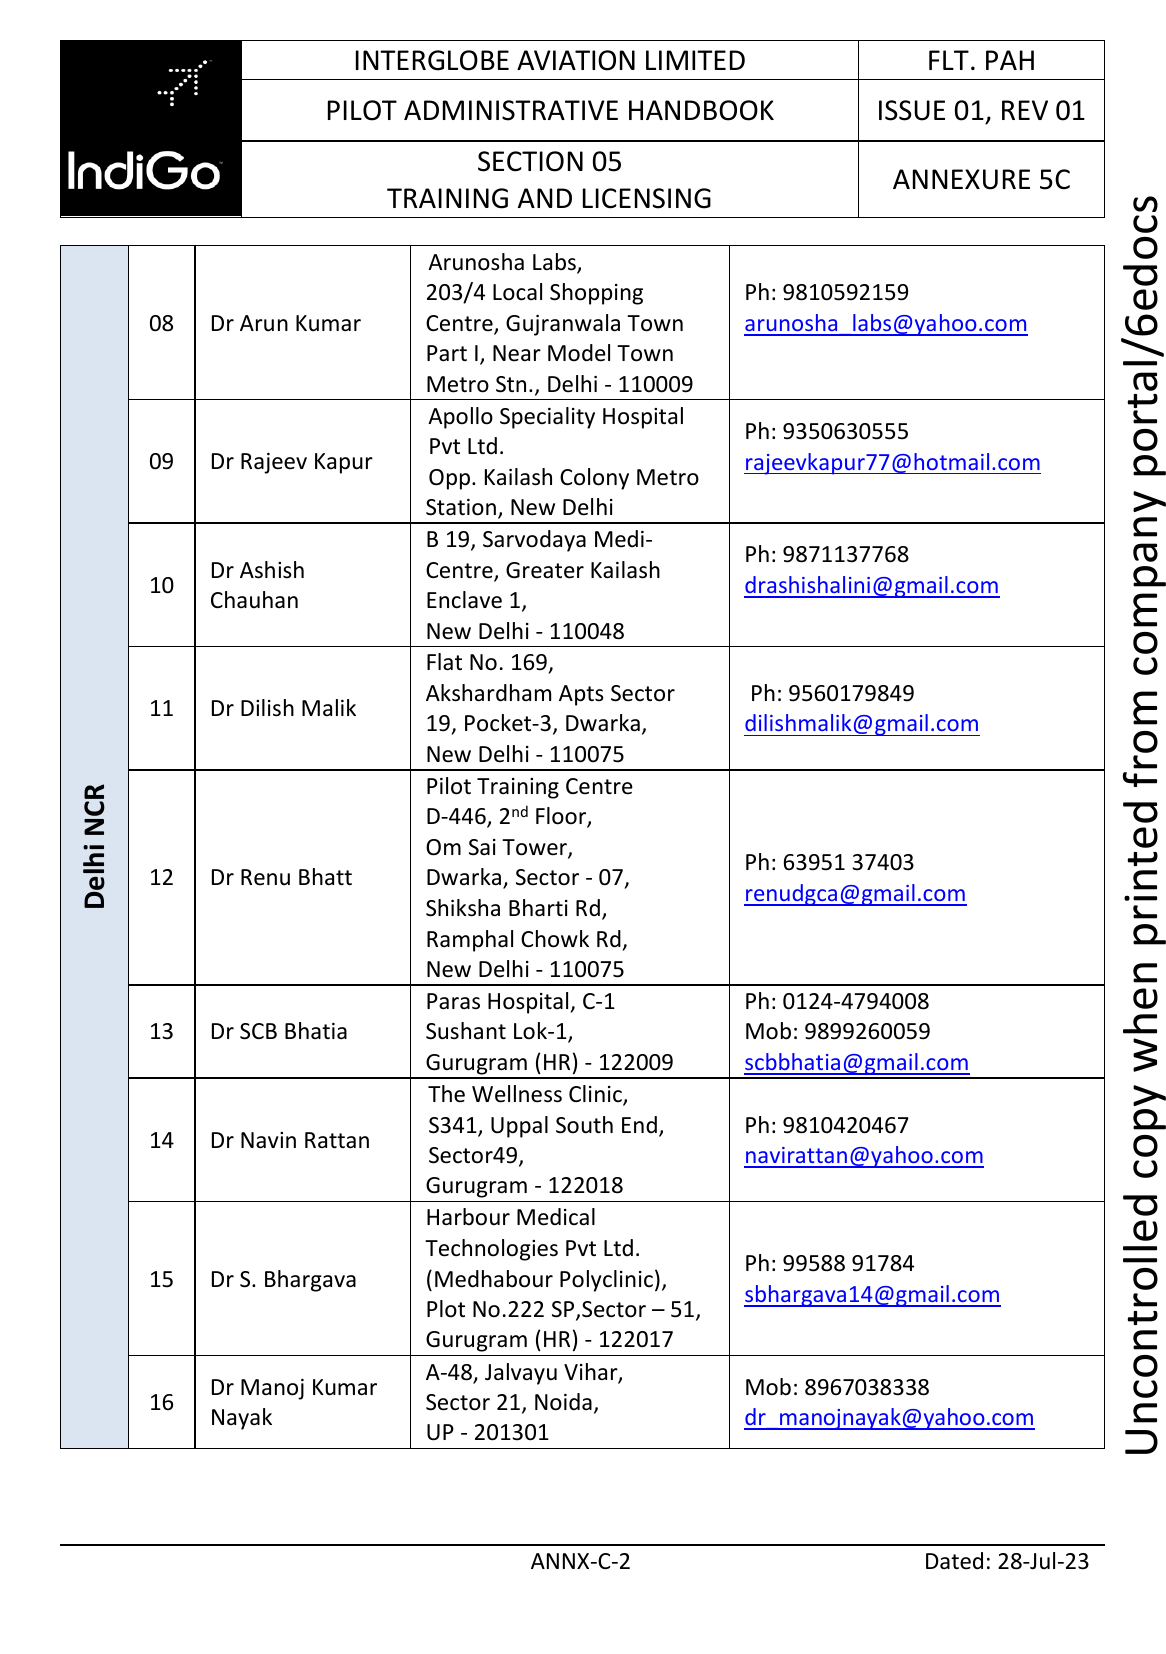 IndiGo
INTERGLOBE AVIATION LIMITED
FLT. PAH
PILOT ADMINISTRATIVE HANDBOOK
ISSUE 01, REV 01
SECTION 05
TRAINING AND LICENSING
ANNEXURE 5C
Delhi NCR
08
Dr Arun Kumar
Arunosha Labs,
203/4 Local Shopping
Centre, Gujranwala Town
Part I, Near Model Town
Metro Stn., Delhi - 110009
Ph: 9810592159
arunosha_labs@yahoo.com
09
Dr Rajeev Kapur
Apollo Speciality Hospital
Pvt Ltd.
Opp. Kailash Colony Metro
Station, New Delhi
Ph: 9350630555
rajeevkapur77@hotmail.com
10
Dr Ashish
Chauhan
B 19, Sarvodaya Medi-
Centre, Greater Kailash
Enclave 1,
New Delhi - 110048
Ph: 9871137768
drashishalini@gmail.com
11
Dr Dilish Malik
Flat No. 169,
Akshardham Apts Sector
19, Pocket-3, Dwarka,
New Delhi - 110075
Ph: 9560179849
dilishmalik@gmail.com
12
Dr Renu Bhatt
Pilot Training Centre
D-446, 2nd Floor,
Om Sai Tower,
Dwarka, Sector - 07,
Shiksha Bharti Rd,
Ramphal Chowk Rd,
New Delhi - 110075
Ph: 63951 37403
renudgca@gmail.com
13
Dr SCB Bhatia
Paras Hospital, C-1
Sushant Lok-1,
Gurugram (HR) - 122009
Ph: 0124-4794008
Mob: 9899260059
scbbhatia@gmail.com
14
Dr Navin Rattan
The Wellness Clinic,
S341, Uppal South End,
Sector49,
Gurugram - 122018
Ph: 9810420467
navirattan@yahoo.com
15
Dr S. Bhargava
Harbour Medical
Technologies Pvt Ltd.
(Medhabour Polyclinic),
Plot No.222 SP,Sector – 51,
Gurugram (HR) - 122017
Ph: 99588 91784
sbhargava14@gmail.com
16
Dr Manoj Kumar
Nayak
A-48, Jalvayu Vihar,
Sector 21, Noida,
UP - 201301
Mob: 8967038338
dr_manojnayak@yahoo.com
ANNX-C-2
Dated: 28-Jul-23
Uncontrolled copy when printed from company portal/6edocs